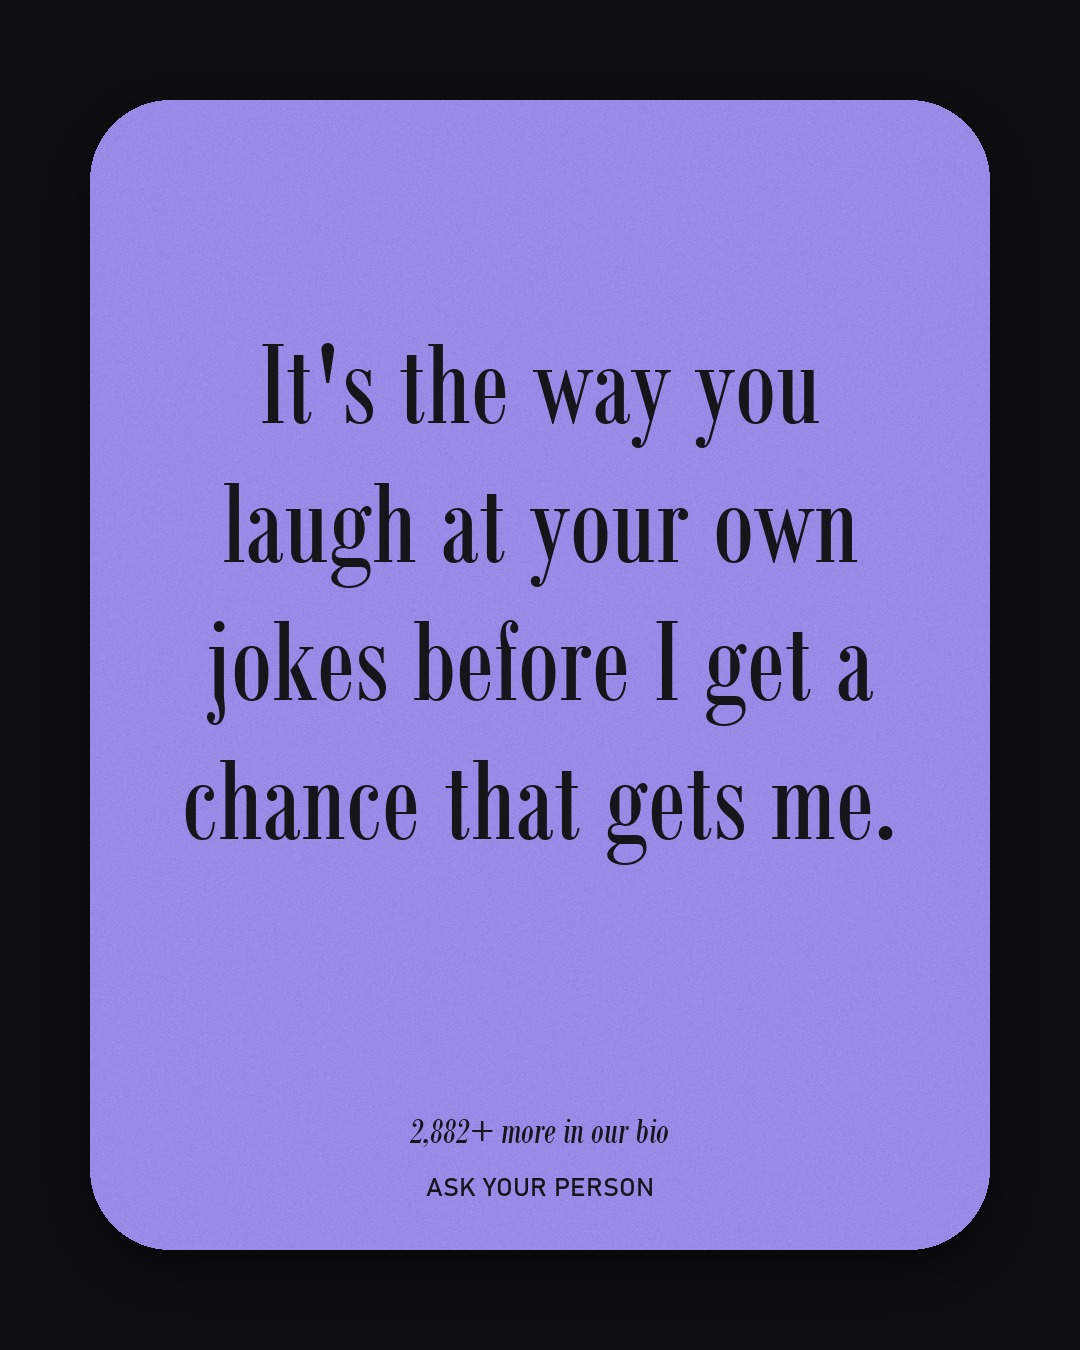 It's the way you
laugh at your own
jokes before I get a
chance that gets me.
2,882+ more in our bio
ASK YOUR PERSON